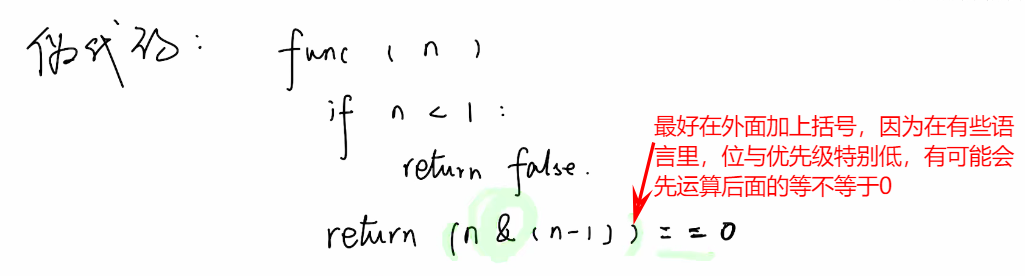 伪代码： func (n)
if n < 1 :
return false.
return (n & (n-1)) == 0
最好在外面加上括号，因为在有些语
言里，位与优先级特别低，有可能会
先运算后面的等不等于0